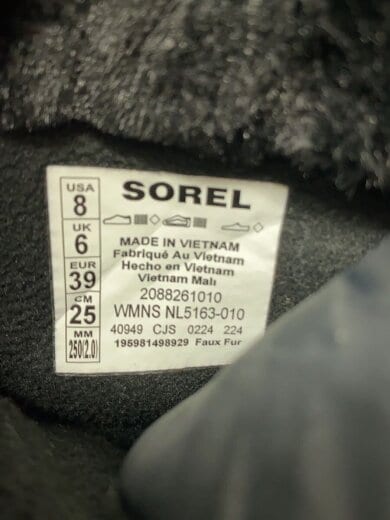 USA
8
UK
6
EUR
39
CM
25
MM
250(2.0)
SOREL
MADE IN VIETNAM
Fabriqué Au Vietnam
Hecho en Vietnam
Vietnam Malı
2088261010
WMNS NL5163-010
40949 CJS 0224 224
195981498929 Faux Fur